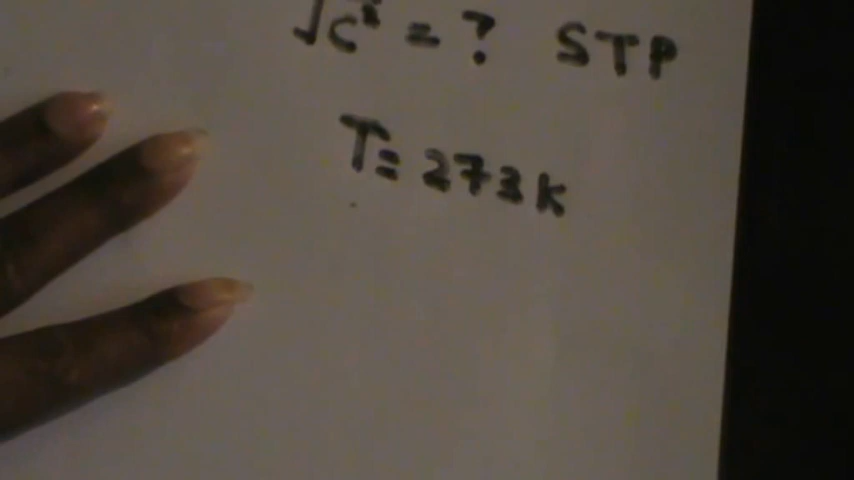 √c² = ? STP
T = 273 K